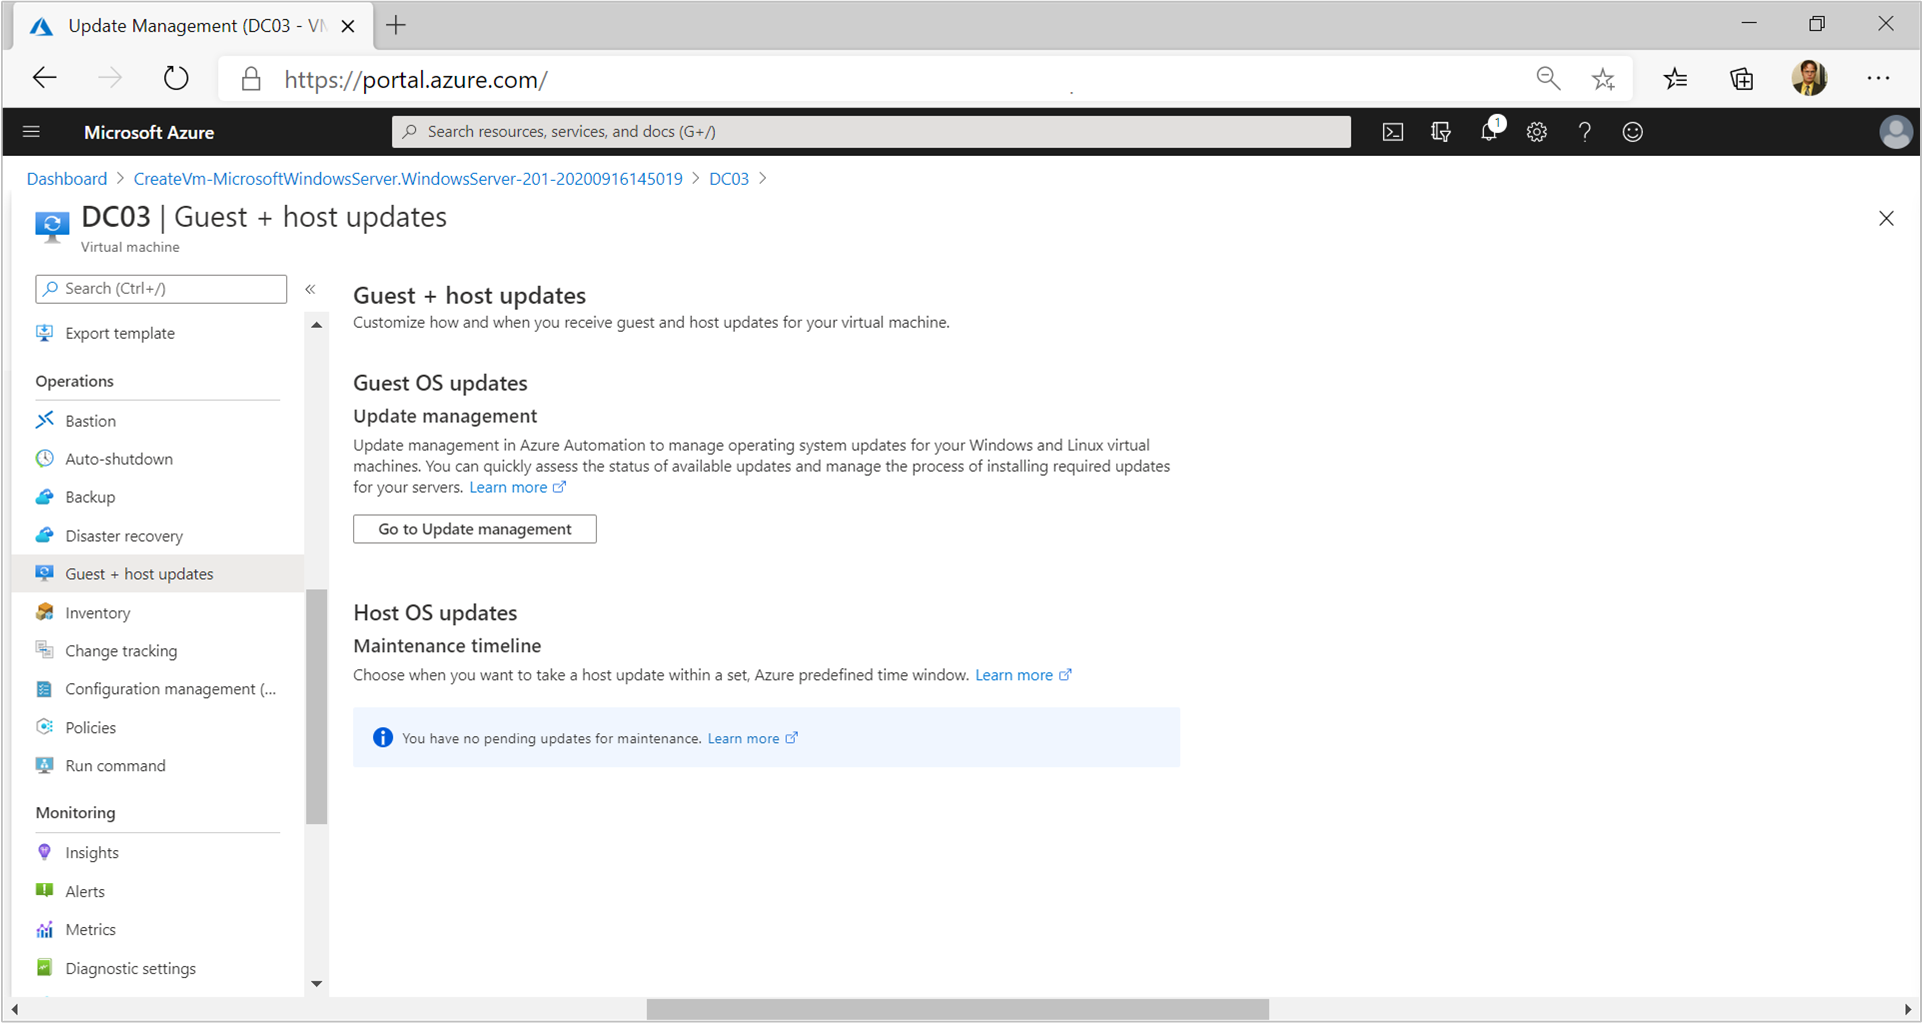 Update Management (DC03 - VM
https://portal.azure.com/
Microsoft Azure
Search resources, services, and docs (G+/)
1
Dashboard > CreateVm-MicrosoftWindowsServer.WindowsServer-201-20200916145019 > DC03 >
DC03 | Guest + host updates
Virtual machine
Search (Ctrl+/)
«
Export template
Operations
Bastion
Auto-shutdown
Backup
Disaster recovery
Guest + host updates
Inventory
Change tracking
Configuration management (...
Policies
Run command
Monitoring
Insights
Alerts
Metrics
Diagnostic settings
Guest + host updates
Customize how and when you receive guest and host updates for your virtual machine.
Guest OS updates
Update management
Update management in Azure Automation to manage operating system updates for your Windows and Linux virtual
machines. You can quickly assess the status of available updates and manage the process of installing required updates
for your servers. Learn more
Go to Update management
Host OS updates
Maintenance timeline
Choose when you want to take a host update within a set, Azure predefined time window. Learn more
You have no pending updates for maintenance. Learn more